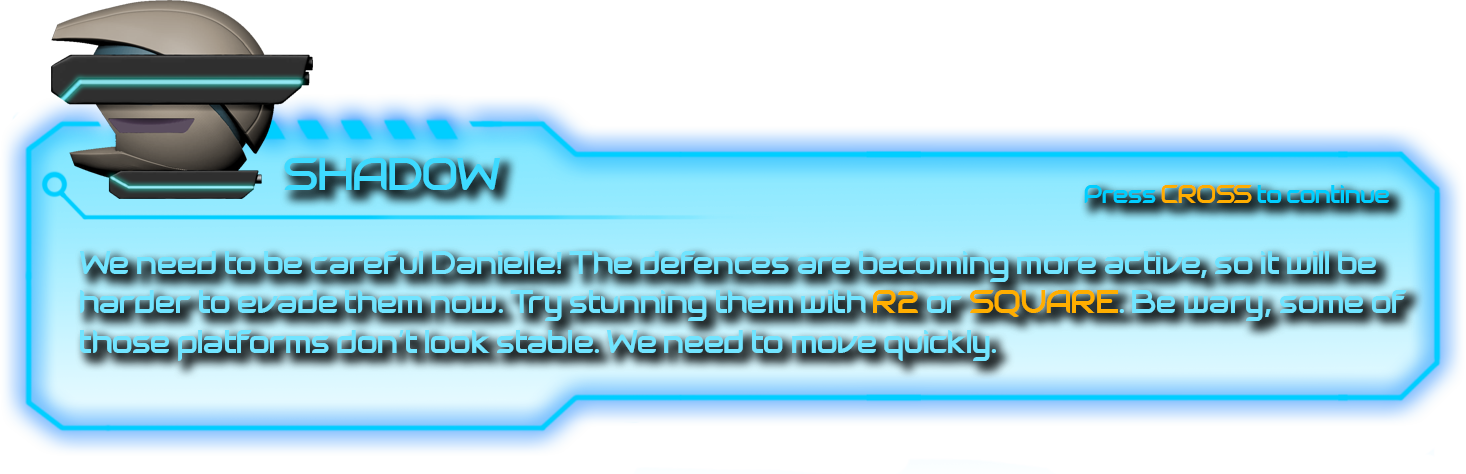 SHADOW
Press CROSS to continue
We need to be careful Danielle! The defences are becoming more active, so it will be
harder to evade them now. Try stunning them with R2 or SQUARE. Be wary, some of
those platforms don't look stable. We need to move quickly.